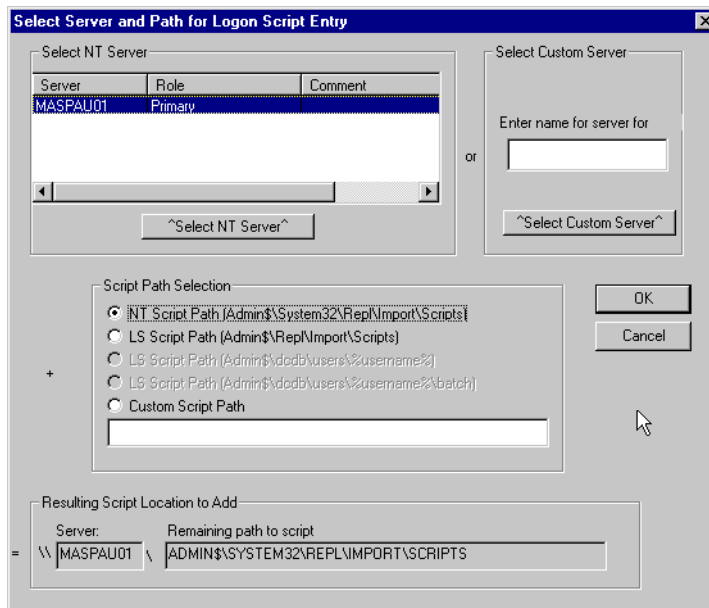 Select Server and Path for Logon Script Entry
Select NT Server
Server Role Comment
MASPAU01 Primary
^Select NT Server^
or
Select Custom Server
Enter name for server for
^Select Custom Server^
Script Path Selection
NT Script Path (Admin$\System32\Repl\Import\Scripts)
LS Script Path (Admin$\Repl\Import\Scripts)
LS Script Path (Admin$\dcdb\users\%username%)
LS Script Path (Admin$\dcdb\users\%username%\batch)
Custom Script Path
+
OK
Cancel
Resulting Script Location to Add
Server: Remaining path to script
= \\ MASPAU01 \ ADMIN$\SYSTEM32\REPL\IMPORT\SCRIPTS